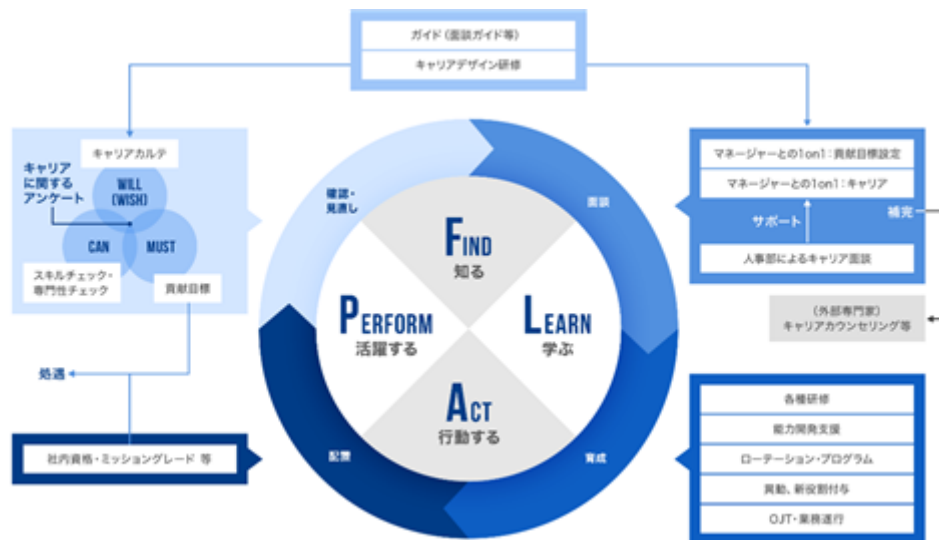 ガイド(面談ガイド等)
キャリアデザイン研修
キャリアカルテ
キャリア
に関する
アンケート
WILL
(WISH)
CAN
MUST
スキルチェック・
専門性チェック
貢献目標
処遇
社内資格・ミッショングレード 等
確認・
見直し
面談
育成
配置
FIND
知る
LEARN
学ぶ
ACT
行動する
PERFORM
活躍する
マネージャーとの1on1:貢献目標設定
マネージャーとの1on1:キャリア
サポート
補完
人事部によるキャリア面談
(外部専門家)
キャリアカウンセリング等
各種研修
能力開発支援
ローテーション・プログラム
異動、新役割付与
OJT・業務遂行